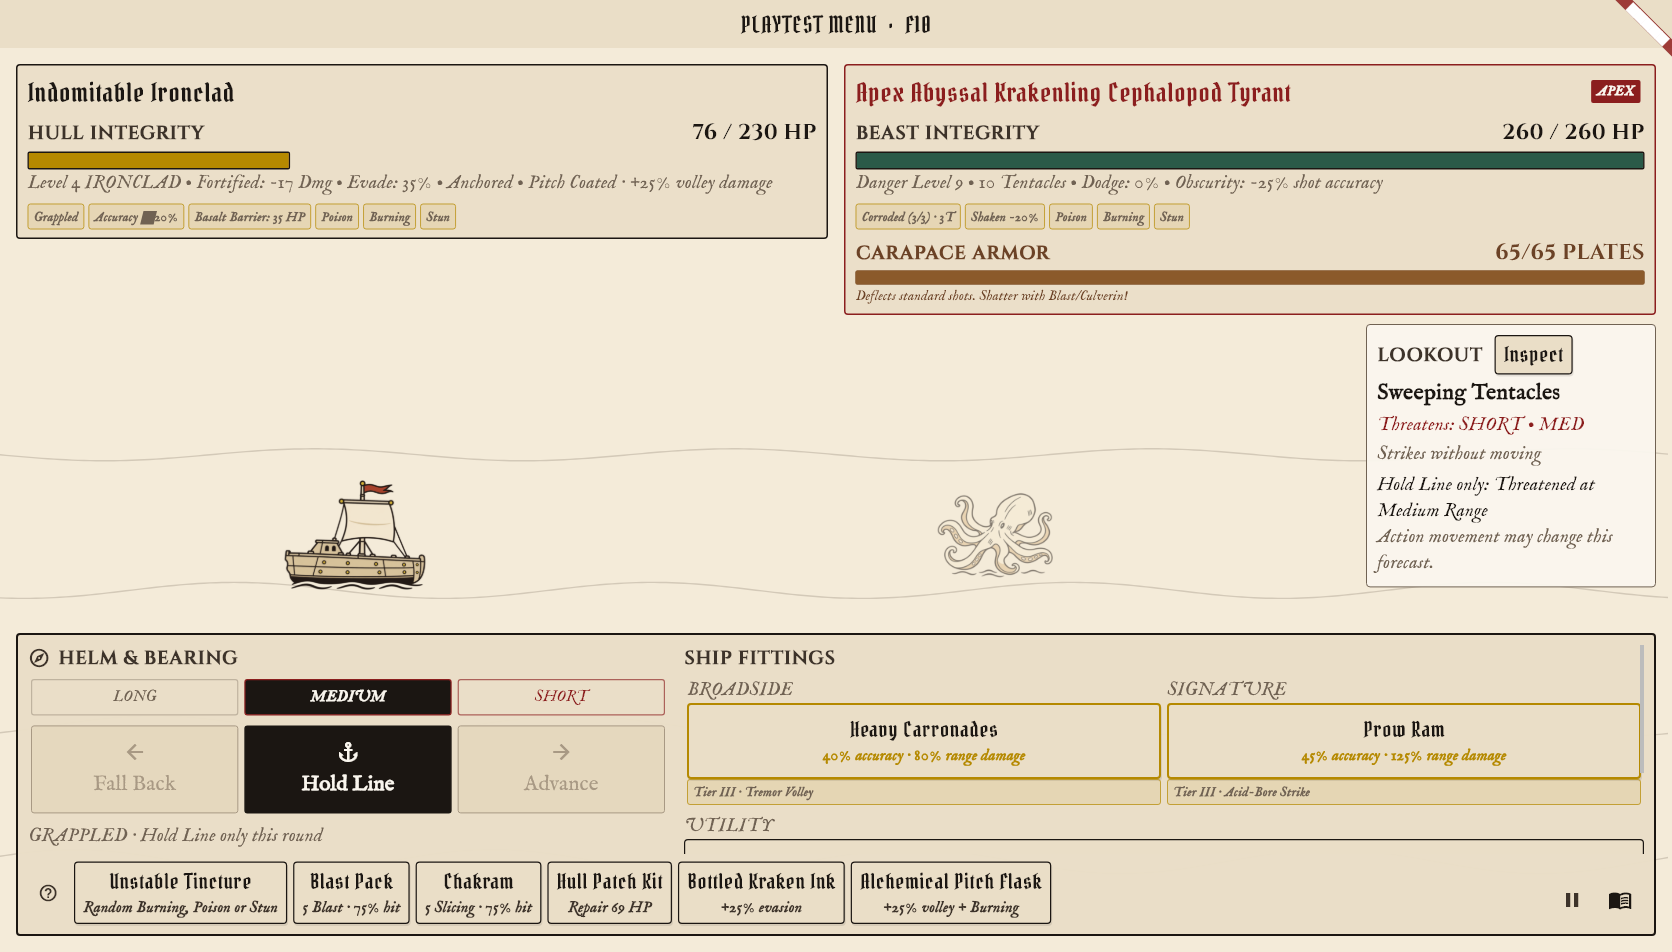 PLAYTEST MENU · F10
Indomitable Ironclad
HULL INTEGRITY 76 / 230 HP
Level 4 IRONCLAD • Fortified: -17 Dmg • Evade: 35% • Anchored • Pitch Coated · +25% volley damage
Grappled Accuracy 20% Basalt Barrier: 35 HP Poison Burning Stun
Apex Abyssal Krakenling Cephalopod Tyrant APEX
BEAST INTEGRITY 260 / 260 HP
Danger Level 9 • 10 Tentacles • Dodge: 0% • Obscurity: -25% shot accuracy
Corroded (3/3) · 3T Shaken -20% Poison Burning Stun
CARAPACE ARMOR 65/65 PLATES
Deflects standard shots. Shatter with Blast/Culverin!
LOOKOUT Inspect
Sweeping Tentacles
Threatens: SHORT • MED
Strikes without moving
Hold Line only: Threatened at
Medium Range
Action movement may change this
forecast.
HELM & BEARING
LONG MEDIUM SHORT
Fall Back Hold Line Advance
GRAPPLED · Hold Line only this round
SHIP FITTINGS
BROADSIDE SIGNATURE
Heavy Carronades Prow Ram
40% accuracy · 80% range damage 45% accuracy · 125% range damage
Tier III · Tremor Volley Tier III · Acid-Bore Strike
UTILITY
Unstable Tincture Blast Pack Chakram Hull Patch Kit Bottled Kraken Ink Alchemical Pitch Flask
Random Burning, Poison or Stun 5 Blast · 75% hit 5 Slicing · 75% hit Repair 69 HP +25% evasion +25% volley + Burning